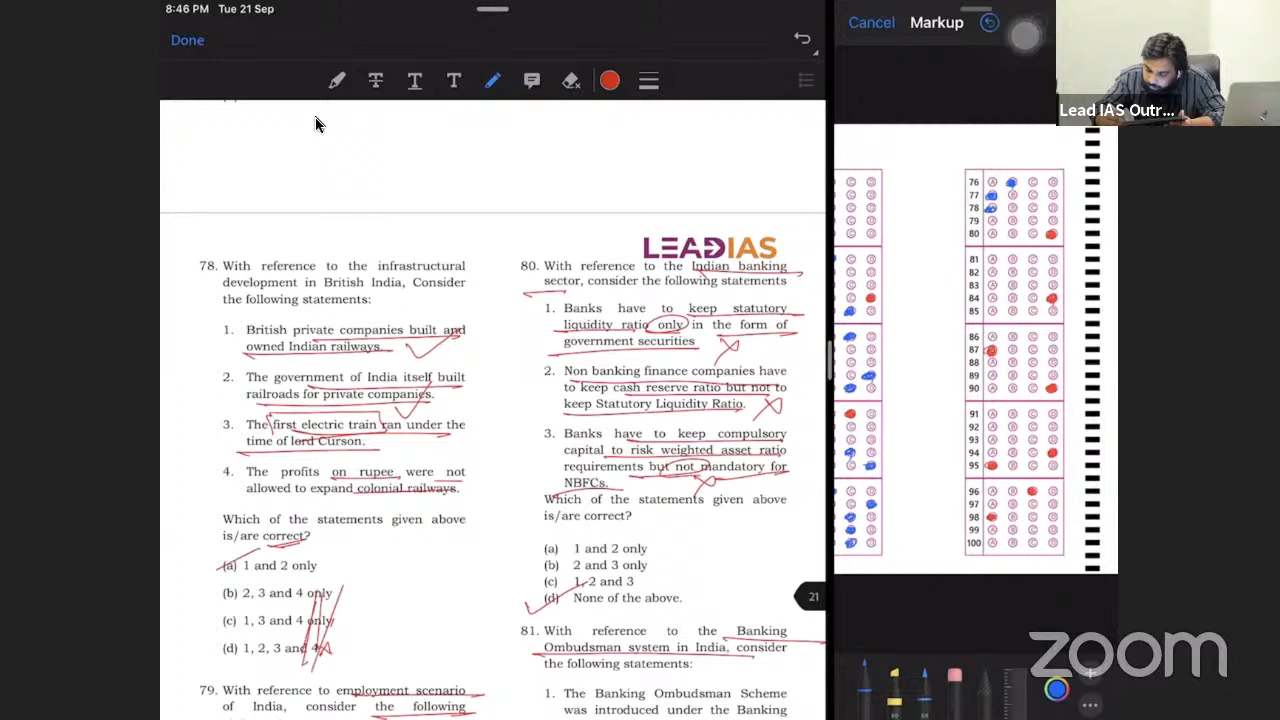 8:46 PM Tue 21 Sep
Done
Cancel
Markup
Lead IAS Outr...
LEADIAS
78. With reference to the infrastructural
development in British India, Consider
the following statements:
1. British private companies built and
owned Indian railways.
2. The government of India itself built
railroads for private companies.
3. The first electric train ran under the
time of lord Curson.
4. The profits on rupee were not
allowed to expand colonial railways.
Which of the statements given above
is/are correct?
(a) 1 and 2 only
(b) 2, 3 and 4 only
(c) 1, 3 and 4 only
(d) 1, 2, 3 and 4
79. With reference to employment scenario
of India, consider the following
80. With reference to the Indian banking
sector, consider the following statements
1. Banks have to keep statutory
liquidity ratio only in the form of
government securities
2. Non banking finance companies have
to keep cash reserve ratio but not to
keep Statutory Liquidity Ratio.
3. Banks have to keep compulsory
capital to risk weighted asset ratio
requirements but not mandatory for
NBFCs.
Which of the statements given above
is/are correct?
(a) 1 and 2 only
(b) 2 and 3 only
(c) 1, 2 and 3
(d) None of the above.
81. With reference to the Banking
Ombudsman system in India, consider
the following statements:
1. The Banking Ombudsman Scheme
was introduced under the Banking
21
76
77
78
79
80
81
82
83
84
85
86
87
88
89
90
91
92
93
94
95
96
97
98
99
100
zoom